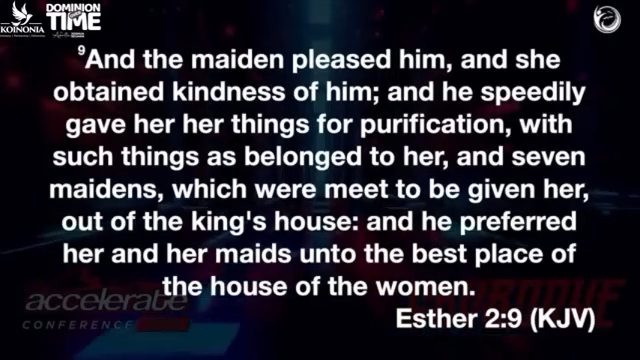 KOINONIA
DOMINION
TIME
⁹And the maiden pleased him, and she
obtained kindness of him; and he speedily
gave her her things for purification, with
such things as belonged to her, and seven
maidens, which were meet to be given her,
out of the king's house: and he preferred
her and her maids unto the best place of
the house of the women.
Esther 2:9 (KJV)
accelerate
CONFERENCE